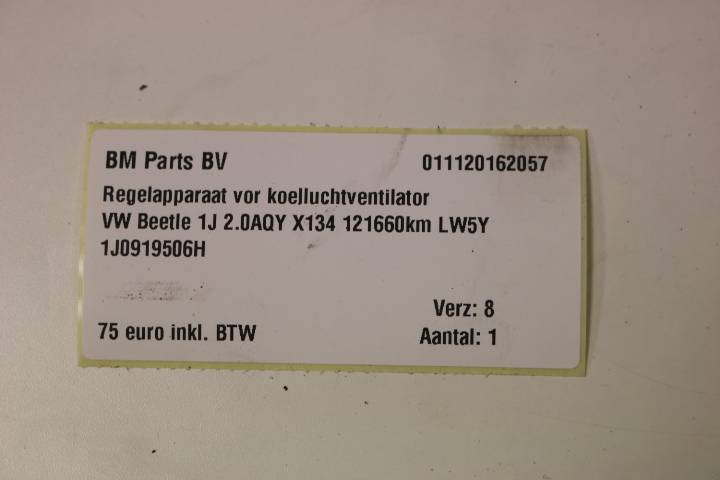 BM Parts BV 011120162057
Regelapparaat vor koelluchtventilator
VW Beetle 1J 2.0AQY X134 121660km LW5Y
1J0919506H
Verz: 8
75 euro inkl. BTW Aantal: 1